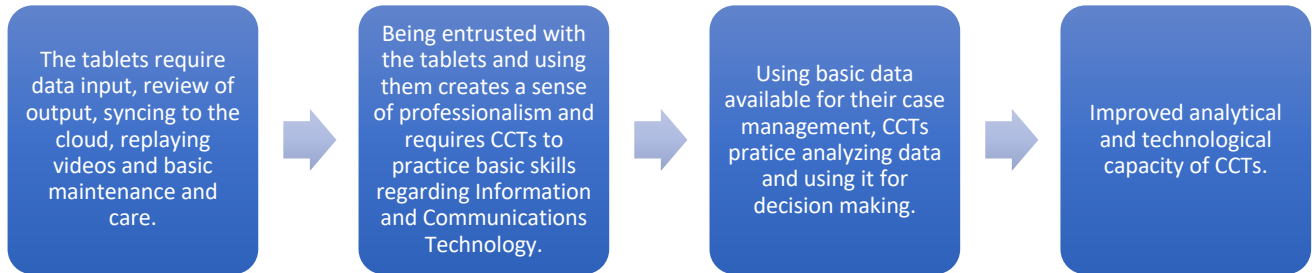 The tablets require
data input, review of
output, syncing to the
cloud, replaying
videos and basic
maintenance and
care.
Being entrusted with
the tablets and using
them creates a sense
of professionalism and
requires CCTs to
practice basic skills
regarding Information
and Communications
Technology.
Using basic data
available for their case
management, CCTs
pratice analyzing data
and using it for
decision making.
Improved analytical
and technological
capacity of CCTs.